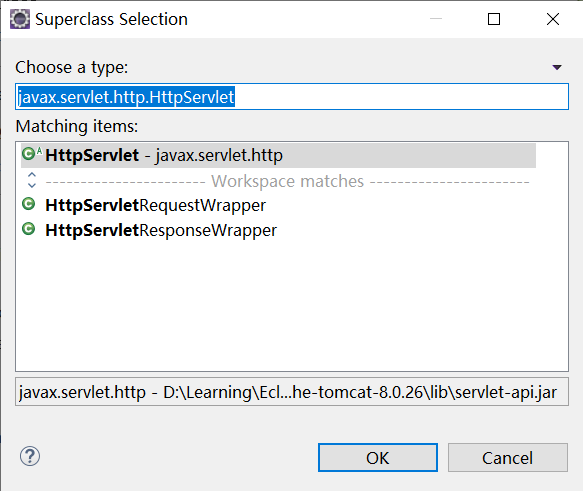 Superclass Selection
Choose a type:
javax.servlet.http.HttpServlet
Matching items:
HttpServlet - javax.servlet.http
---------------------- Workspace matches ----------------------
HttpServletRequestWrapper
HttpServletResponseWrapper
javax.servlet.http - D:\Learning\Ecl...he-tomcat-8.0.26\lib\servlet-api.jar
OK Cancel